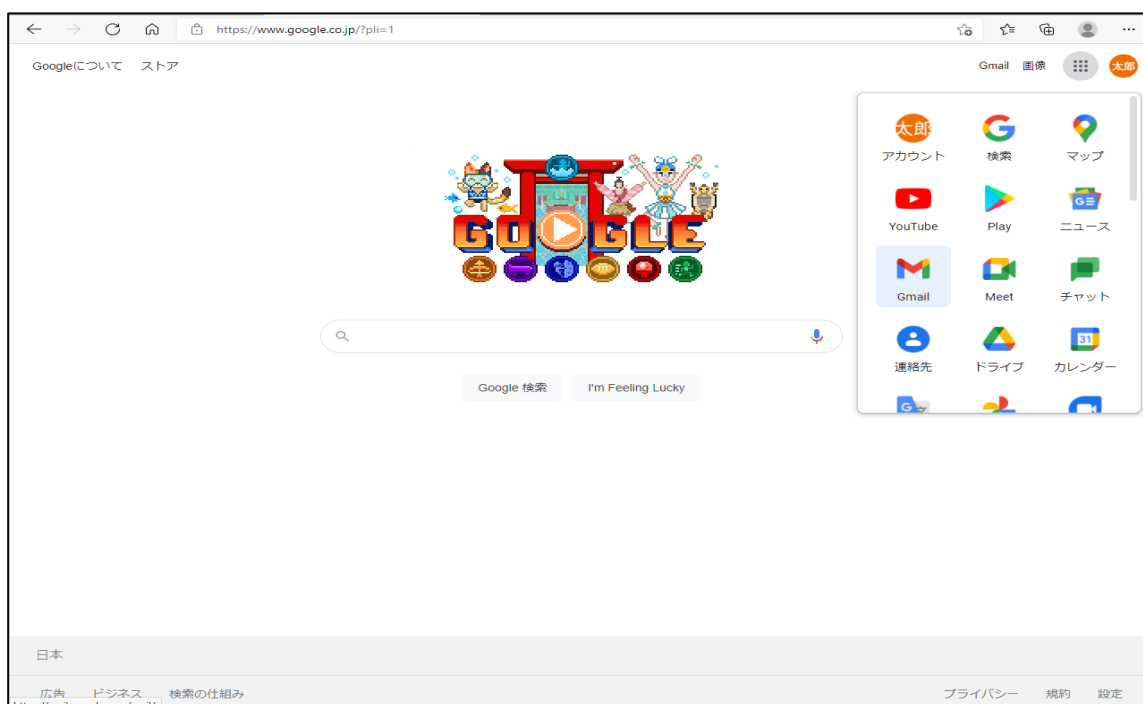 https://www.google.co.jp/?pli=1
Googleについて ストア
Gmail 画像 太郎
太郎
アカウント 検索 マップ
YouTube Play ニュース
Gmail Meet チャット
31
連絡先 ドライブ カレンダー
GOOGLE
Google 検索 I'm Feeling Lucky
日本
広告 ビジネス 検索の仕組み
プライバシー 規約 設定